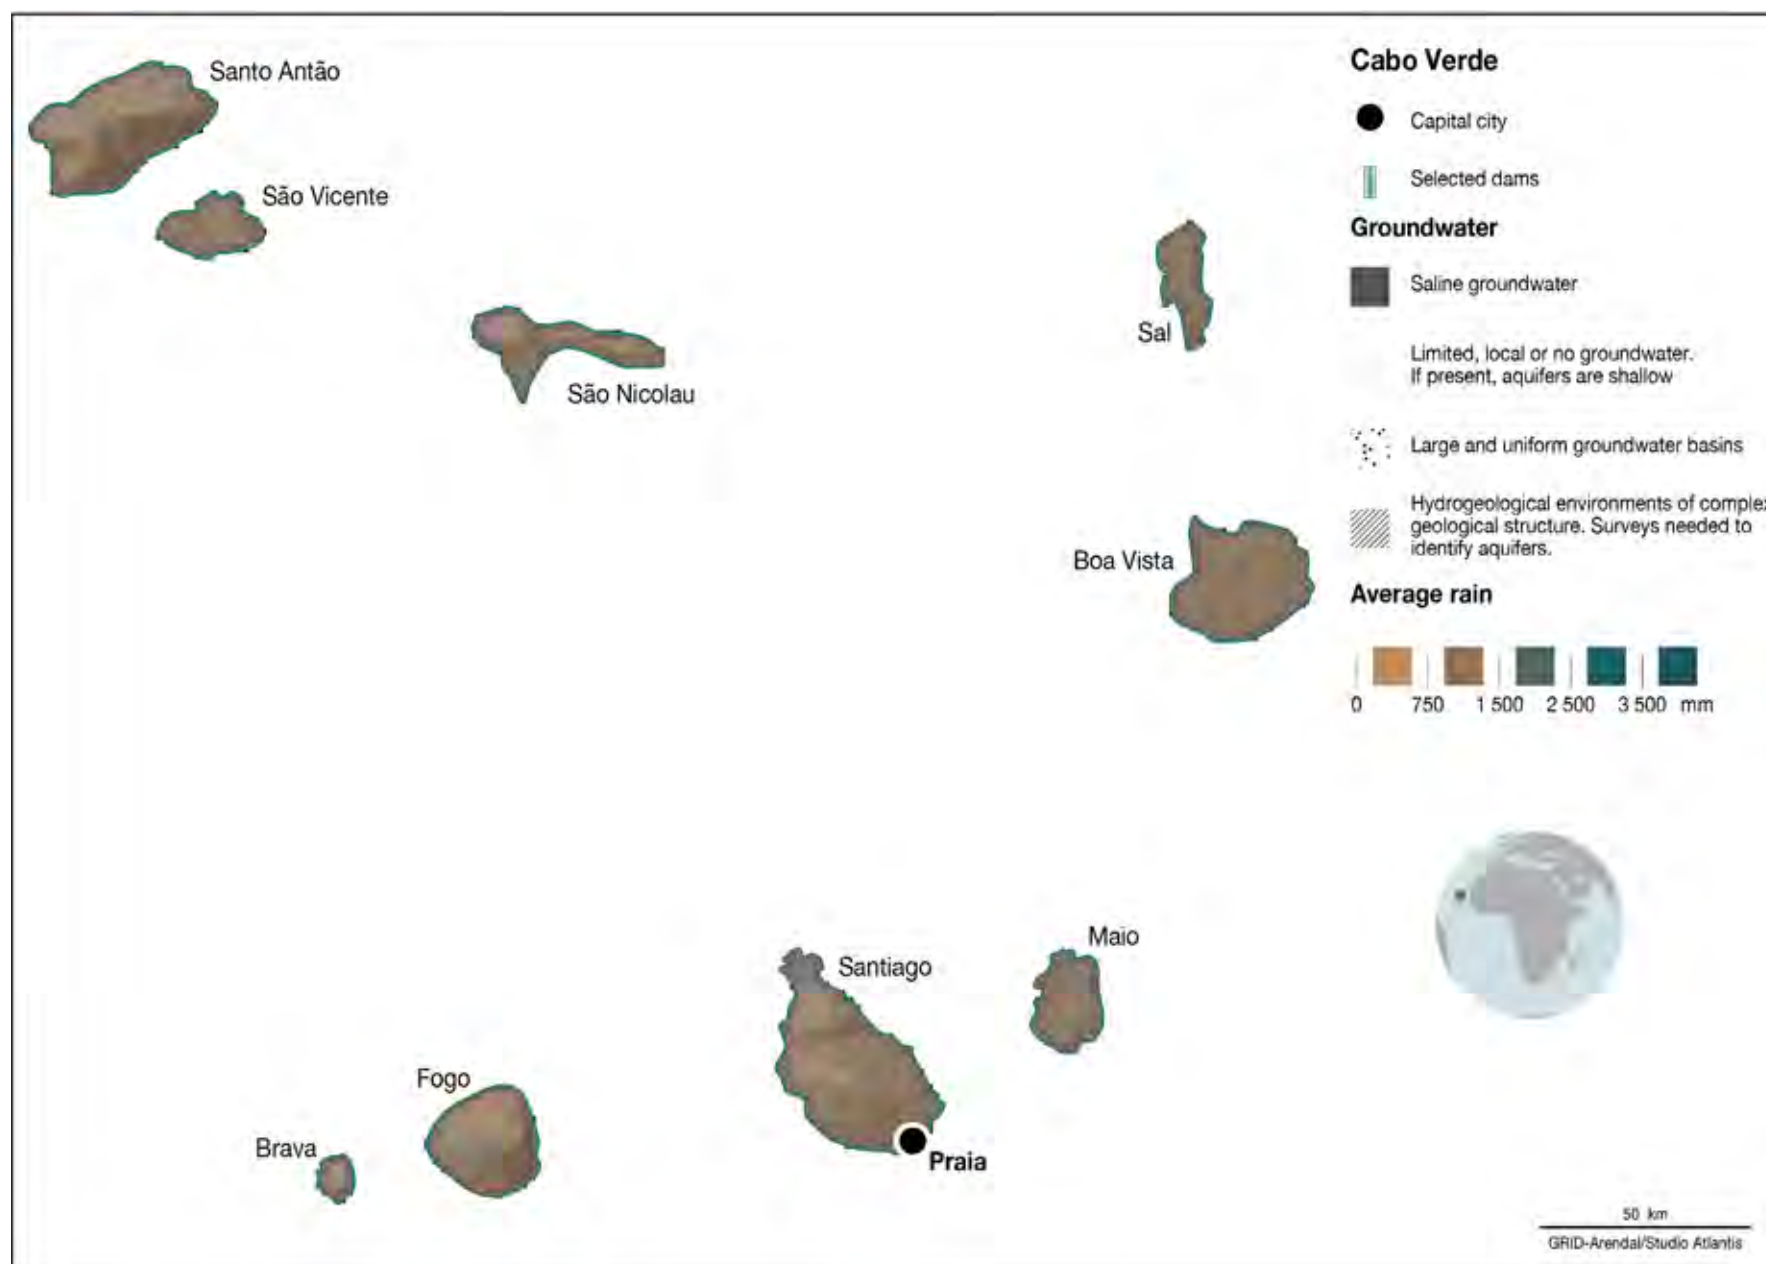 Santo Antão
São Vicente
São Nicolau
Sal
Boa Vista
Maio
Santiago
Fogo
Brava
Praia
Cabo Verde
Capital city
Selected dams
Groundwater
Saline groundwater
Limited, local or no groundwater.
If present, aquifers are shallow
Large and uniform groundwater basins
Hydrogeological environments of complex
geological structure. Surveys needed to
identify aquifers.
Average rain
0 750 1 500 2 500 3 500 mm
50 km
GRID-Arendal/Studio Atlantis